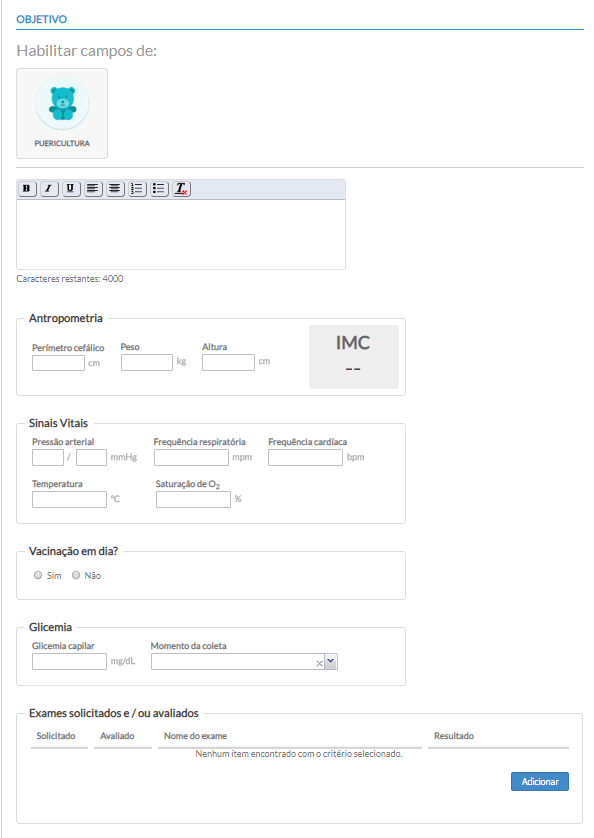 OBJETIVO
Habilitar campos de:
PUERICULTURA
B I U T
Caracteres restantes: 4000
Antropometria
IMC
Perímetro cefálico Peso Altura
cm kg cm
--
Sinais Vitais
Pressão arterial Frequência respiratória Frequência cardíaca
/ mmHg mpm bpm
Temperatura Saturação de O2
°C %
Vacinação em dia?
Sim Não
Glicemia
Glicemia capilar Momento da coleta
mg/dL
Exames solicitados e / ou avaliados
Solicitado Avaliado Nome do exame Resultado
Nenhum item encontrado com o critério selecionado.
Adicionar